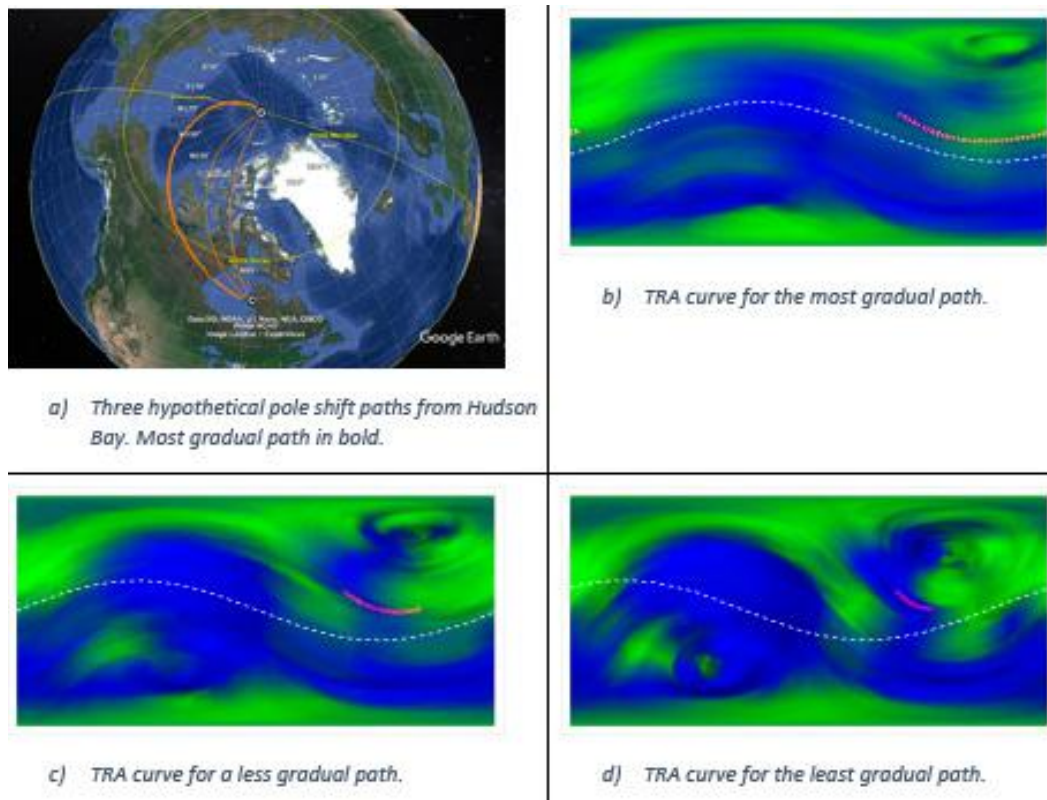 Google Earth
a) Three hypothetical pole shift paths from Hudson
Bay. Most gradual path in bold.
b) TRA curve for the most gradual path.
c) TRA curve for a less gradual path.
d) TRA curve for the least gradual path.